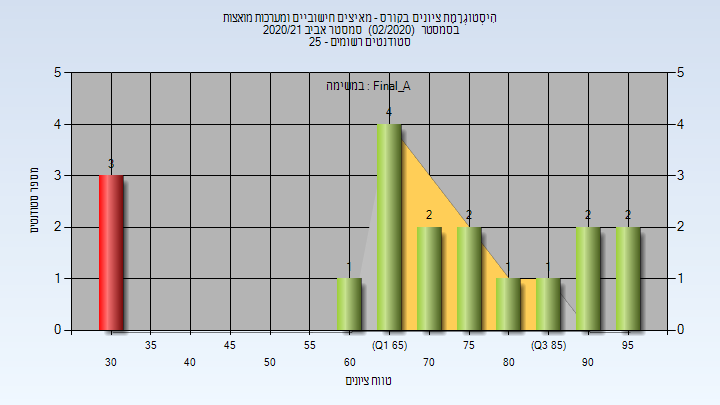 הִיסְטוֹגְרָמַת ציונים בקורס - מאיצים חישוביים ומערכות מואצות
בסמסטר (02/2020) סמסטר אביב 2020/21
סטודנטים רשומים - 25
במשימה : Final_A
מספר סטודנטים
5 5
4 4
3 3
2 2
1 1
0 0
3 1 4 2 2 1 1 2 2
35 45 55 (Q1 65) 75 (Q3 85) 95
30 40 50 60 70 80 90
טווח ציונים